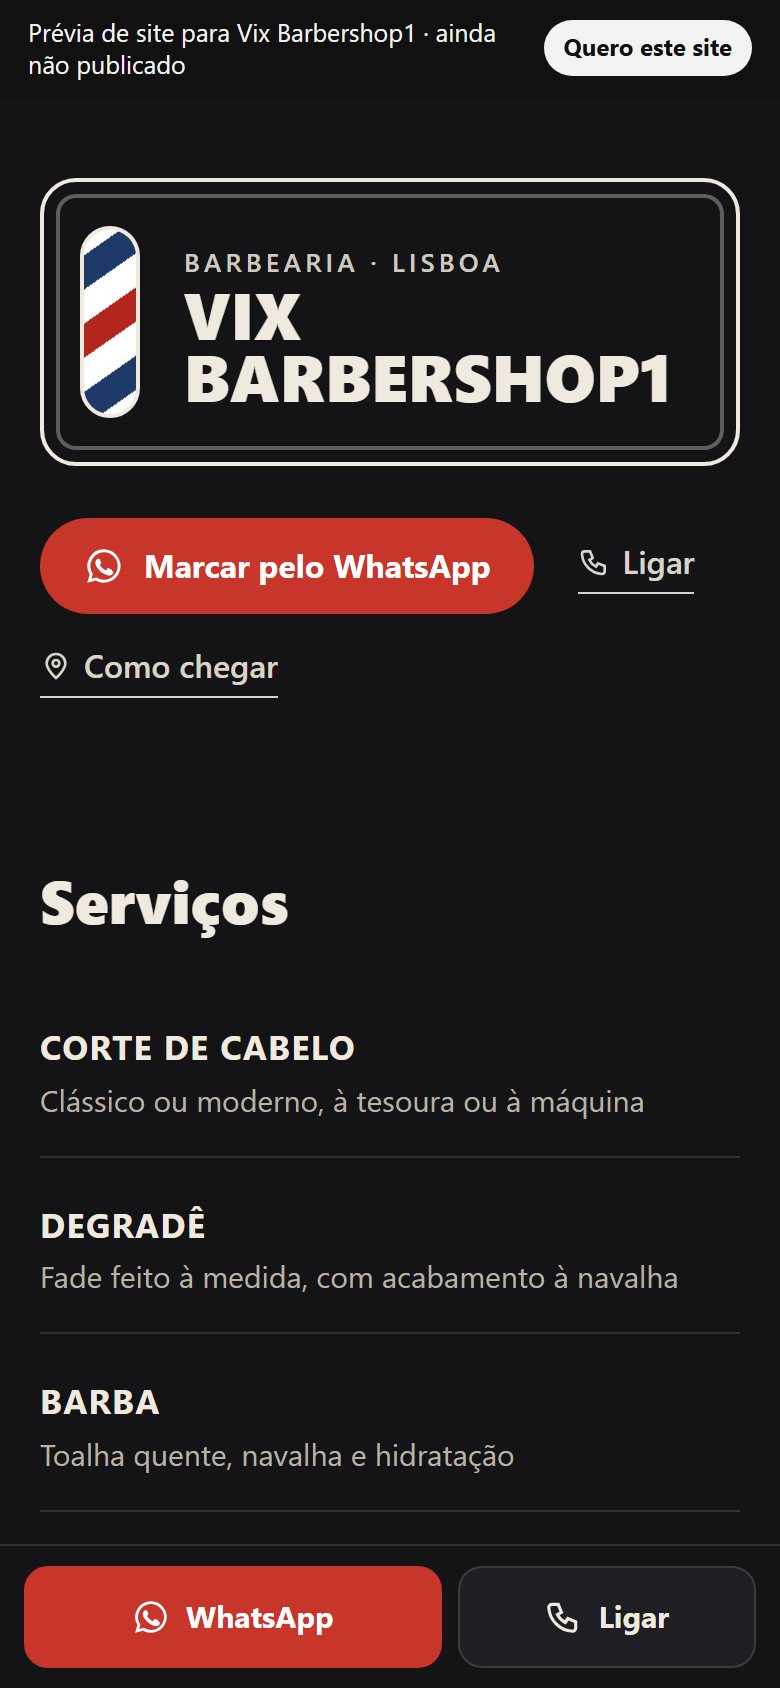 Prévia de site para Vix Barbershop1 · ainda
não publicado
Quero este site
BARBEARIA · LISBOA
VIX
BARBERSHOP1
Marcar pelo WhatsApp
Ligar
Como chegar
Serviços
CORTE DE CABELO
Clássico ou moderno, à tesoura ou à máquina
DEGRADÊ
Fade feito à medida, com acabamento à navalha
BARBA
Toalha quente, navalha e hidratação
WhatsApp
Ligar